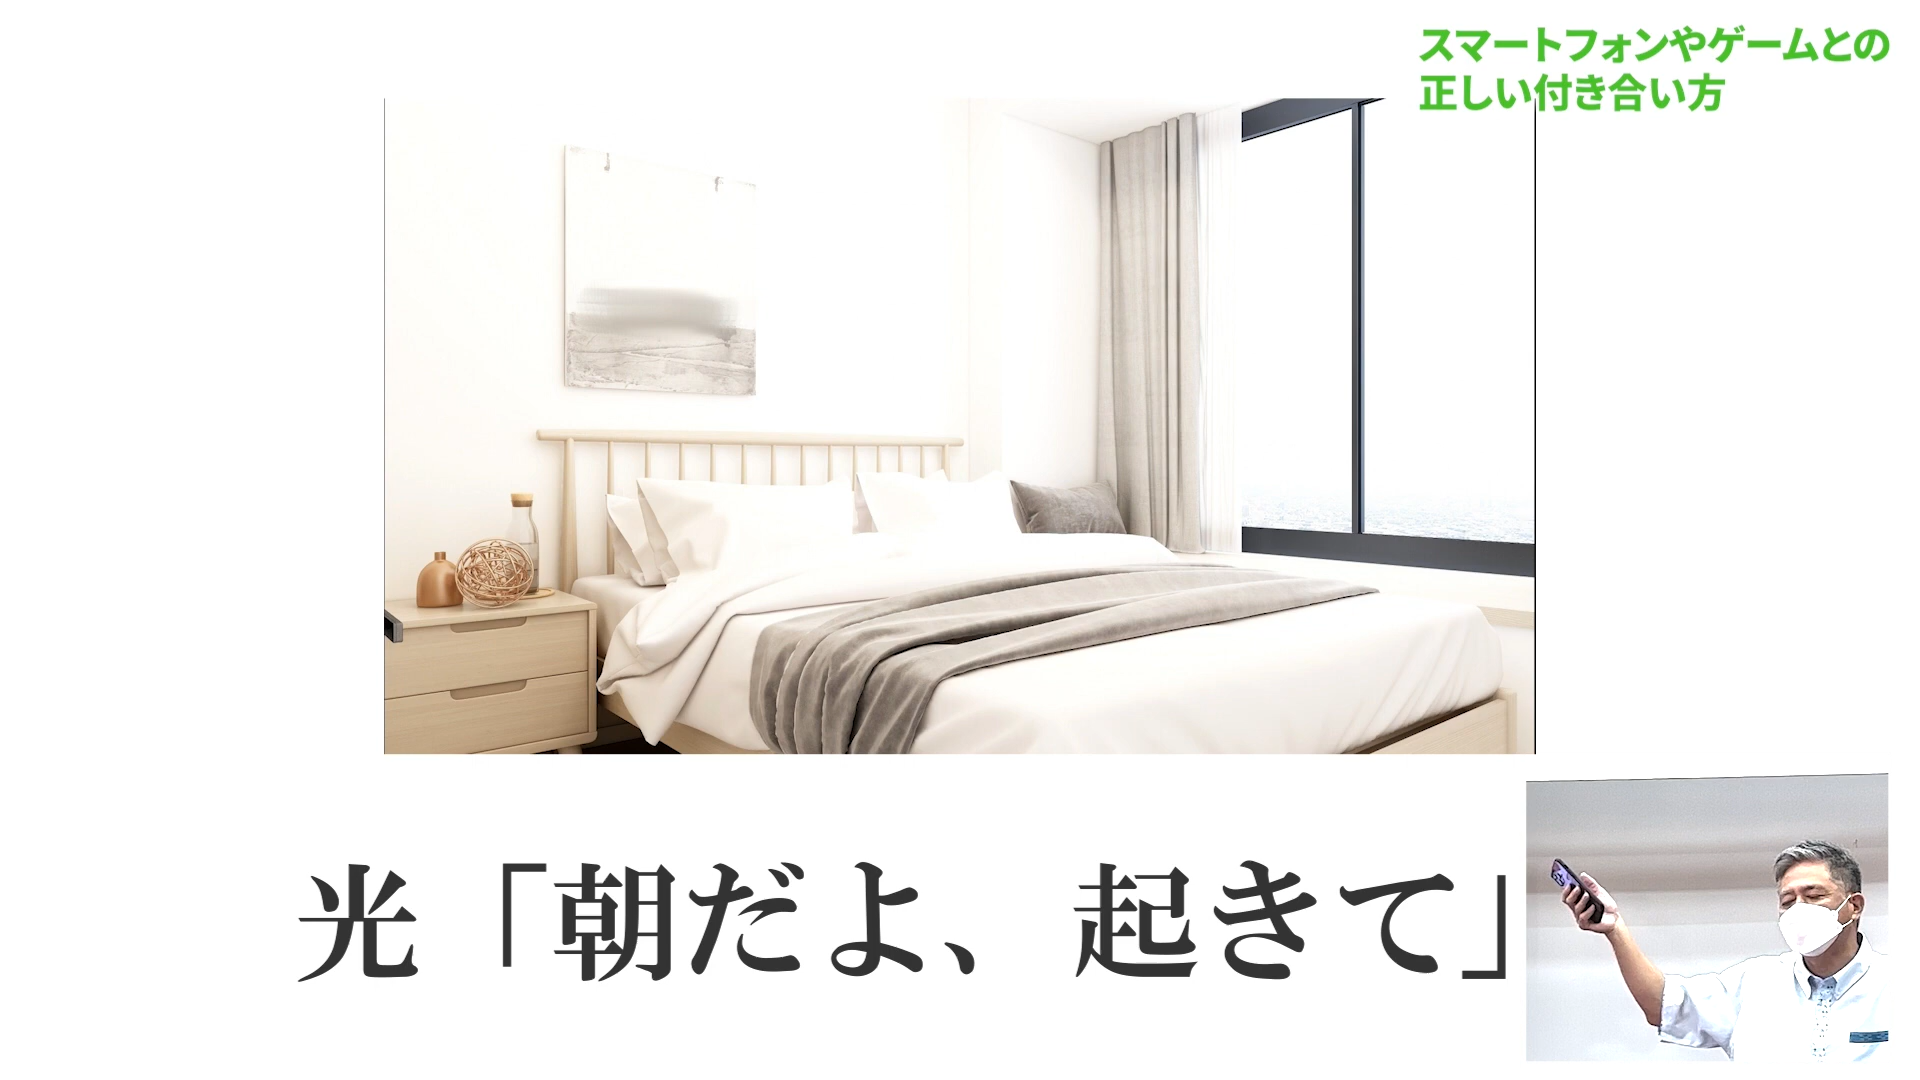 スマートフォンやゲームとの
正しい付き合い方
光「朝だよ、起きて」